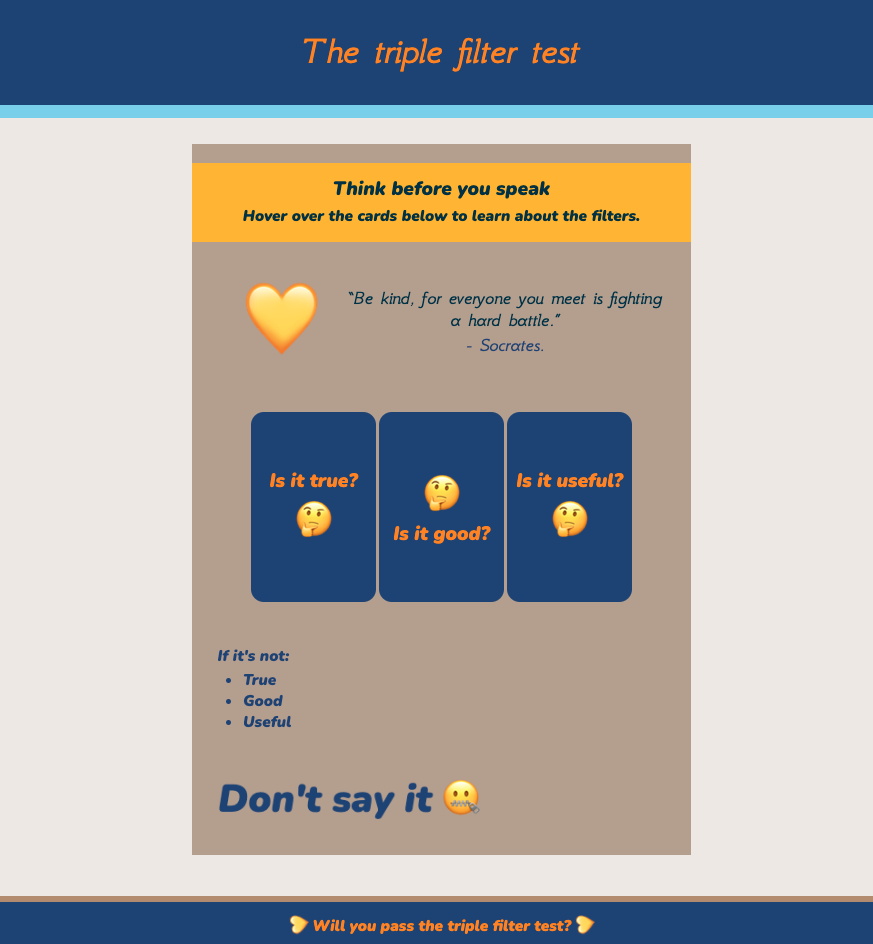 The triple filter test
Think before you speak
Hover over the cards below to learn about the filters.
“Be kind, for everyone you meet is fighting
a hard battle.”
- Socrates.
Is it true?
Is it good?
Is it useful?
If it's not:
• True
• Good
• Useful
Don't say it
Will you pass the triple filter test?